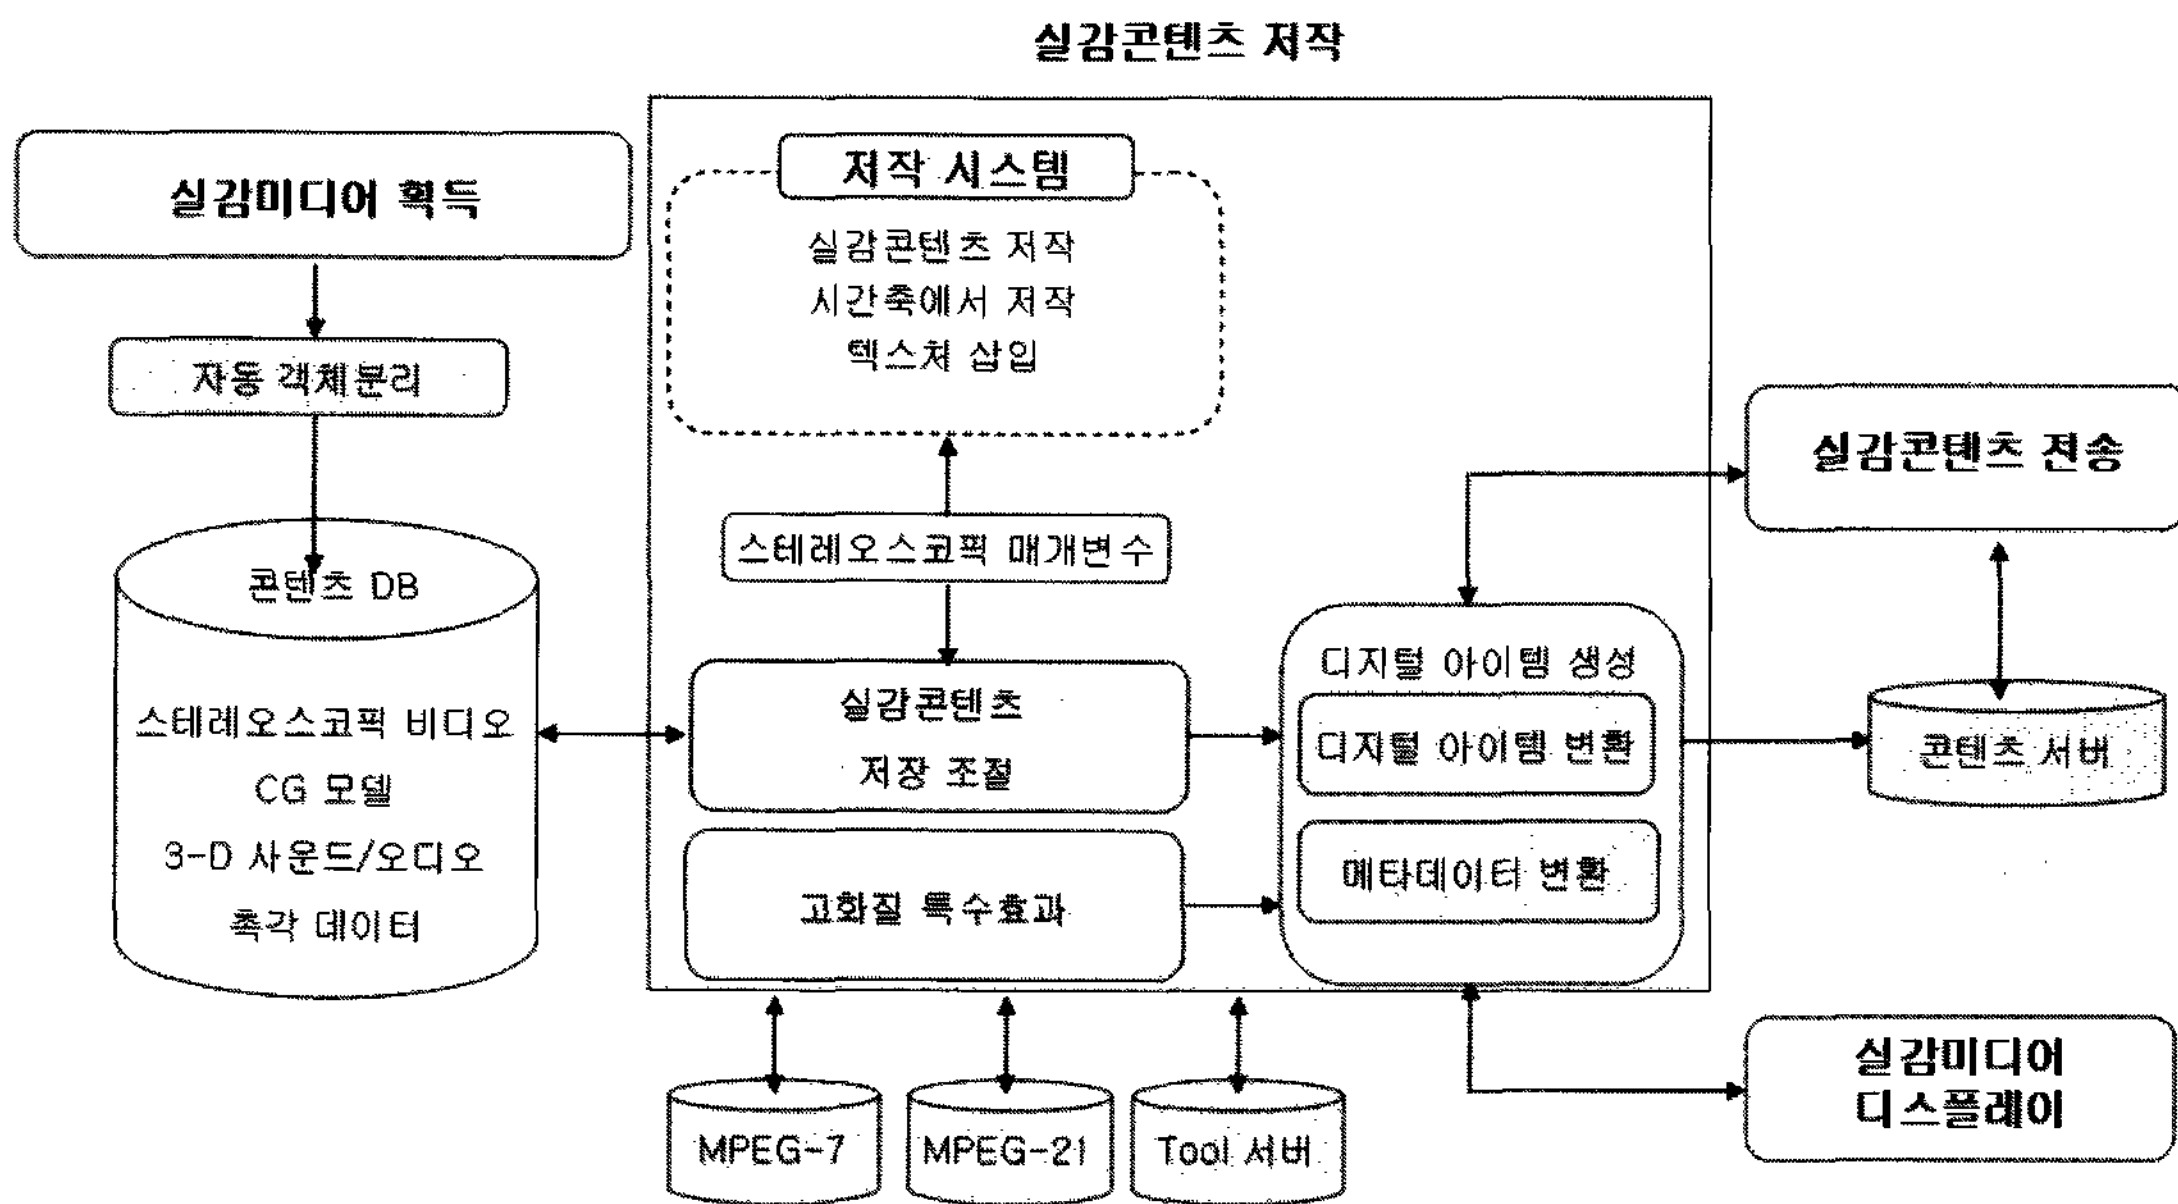 실감콘텐츠 저작
실감미디어 획득
자동 객체분리
콘텐츠 DB
스테레오스코픽 비디오
CG 모델
3-D 사운드/오디오
촉각 데이터
저작 시스템
실감콘텐츠 저작
시간축에서 저작
텍스처 삽입
스테레오스코픽 매개변수
실감콘텐츠
저장 조절
고화질 특수효과
디지털 아이템 생성
디지털 아이템 변환
메타데이터 변환
실감콘텐츠 전송
콘텐츠 서버
실감미디어
디스플레이
MPEG-7
MPEG-21
Tool 서버